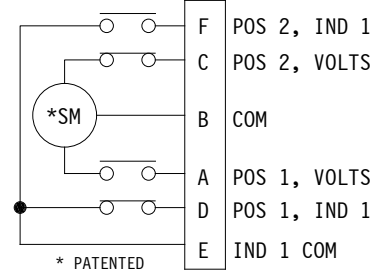 F POS 2, IND 1
C POS 2, VOLTS
*SM
B COM
A POS 1, VOLTS
D POS 1, IND 1
E IND 1 COM
* PATENTED